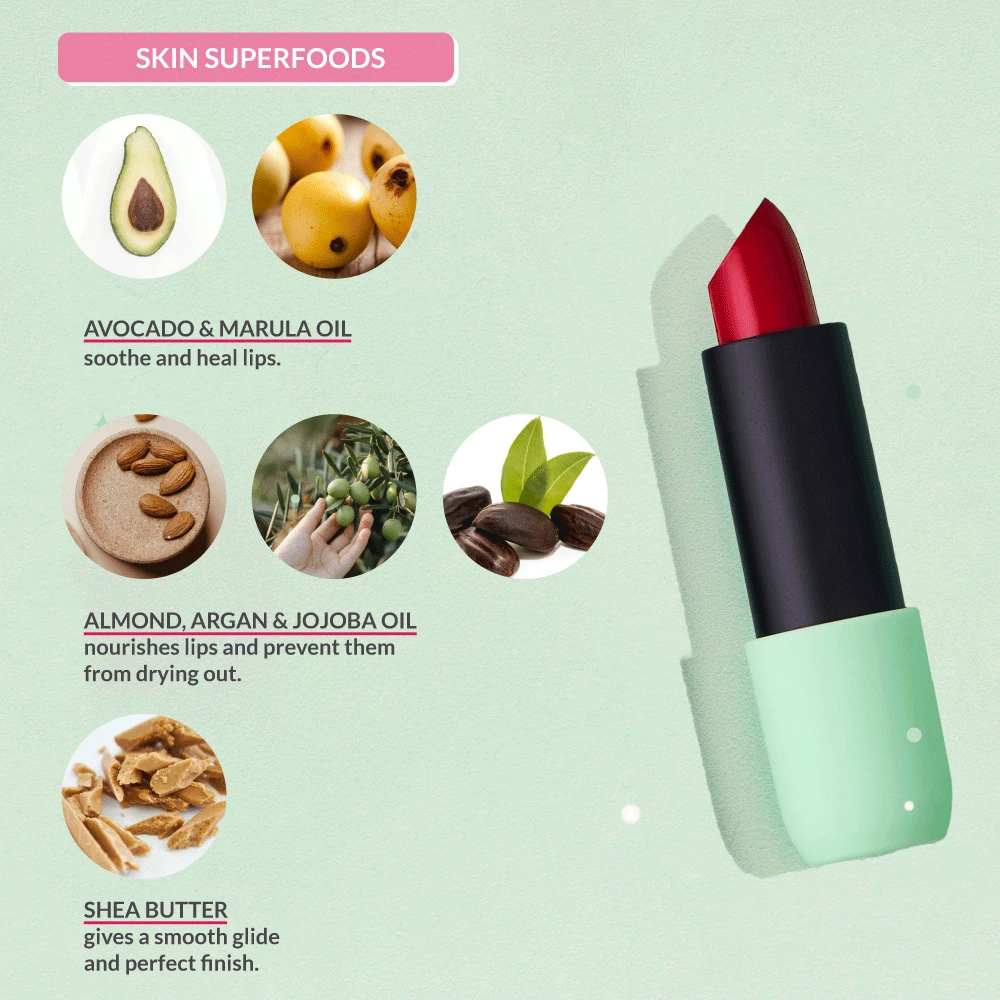 SKIN SUPERFOODS
AVOCADO & MARULA OIL
soothe and heal lips.
ALMOND, ARGAN & JOJOBA OIL
nourishes lips and prevent them
from drying out.
SHEA BUTTER
gives a smooth glide
and perfect finish.